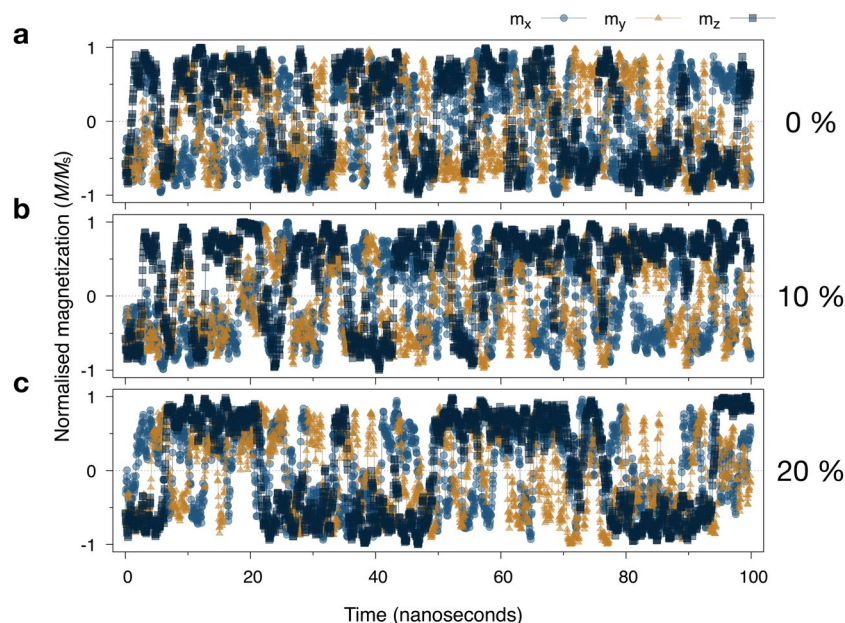 mx my mz
a
1
0
-1
0 %
b
1
0
-1
10 %
c
1
0
-1
20 %
Normalised magnetization (M/Ms)
0 20 40 60 80 100
Time (nanoseconds)